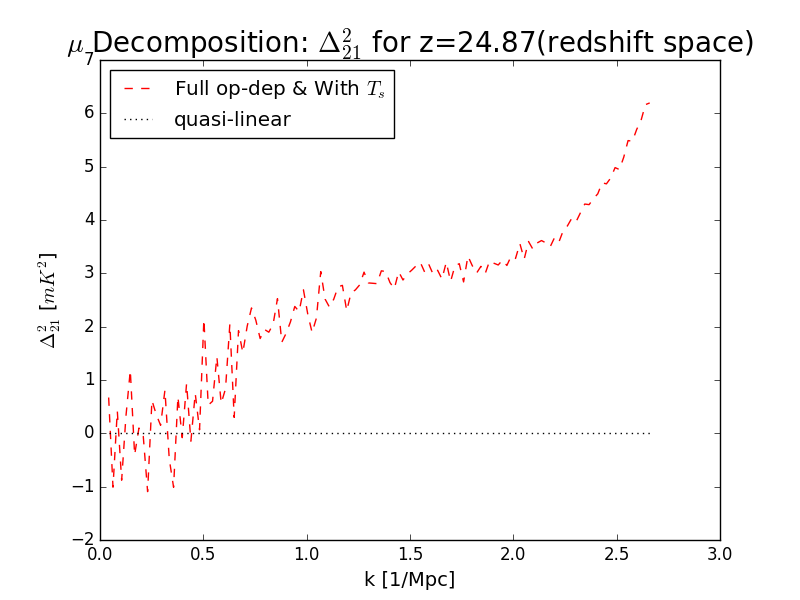 μ Decomposition: Δ²₂₁ for z=24.87(redshift space)
Full op-dep & With Tₛ
quasi-linear
7
6
5
4
3
2
1
0
−1
−2
Δ²₂₁ [mK²]
0.0 0.5 1.0 1.5 2.0 2.5 3.0
k [1/Mpc]